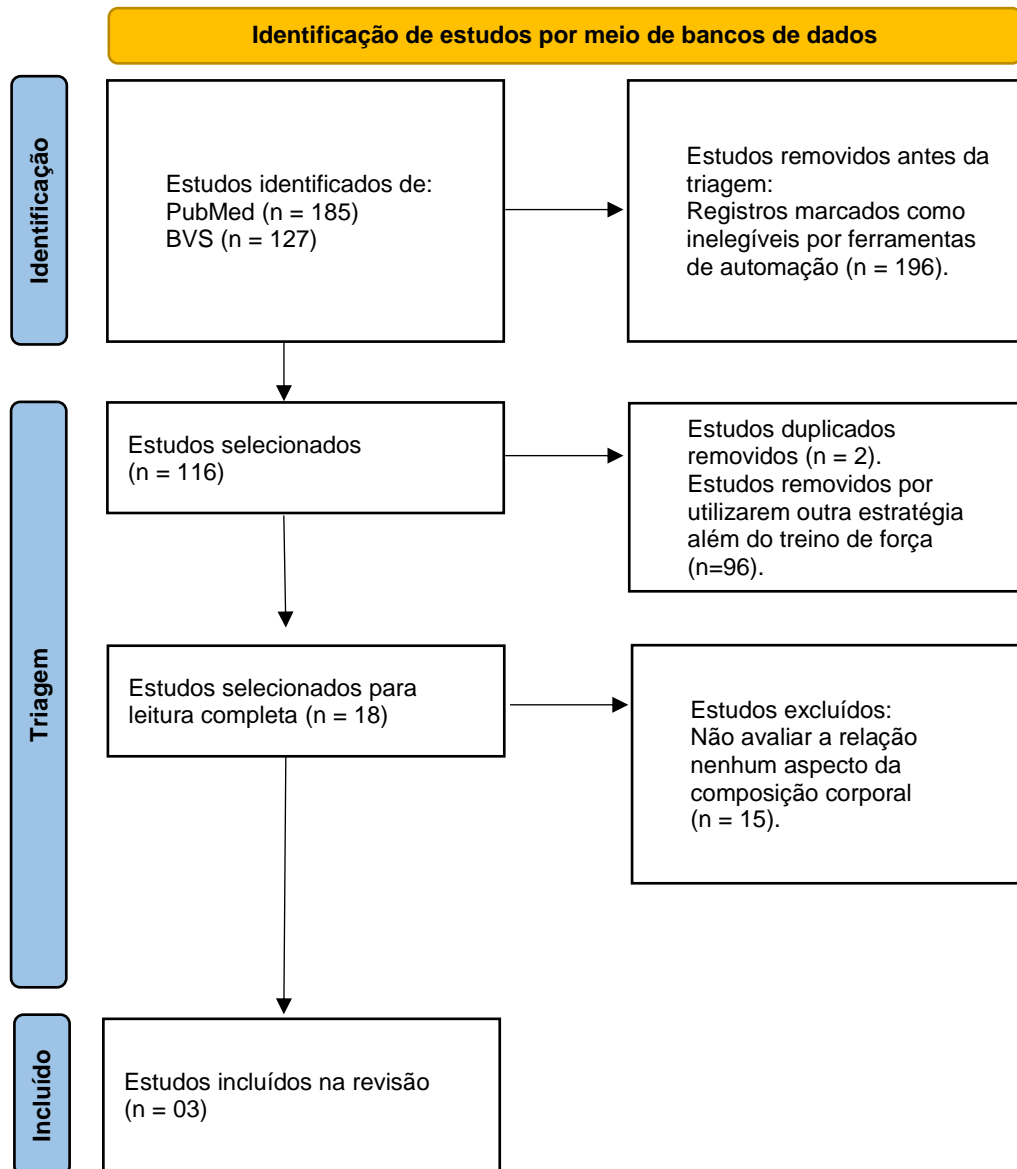 Identificação de estudos por meio de bancos de dados
Identificação
Estudos identificados de:
PubMed (n = 185)
BVS (n = 127)
Estudos removidos antes da
triagem:
Registros marcados como
inelegíveis por ferramentas
de automação (n = 196).
Triagem
Estudos selecionados
(n = 116)
Estudos duplicados
removidos (n = 2).
Estudos removidos por
utilizarem outra estratégia
além do treino de força
(n=96).
Estudos selecionados para
leitura completa (n = 18)
Estudos excluídos:
Não avaliar a relação
nenhum aspecto da
composição corporal
(n = 15).
Incluído
Estudos incluídos na revisão
(n = 03)